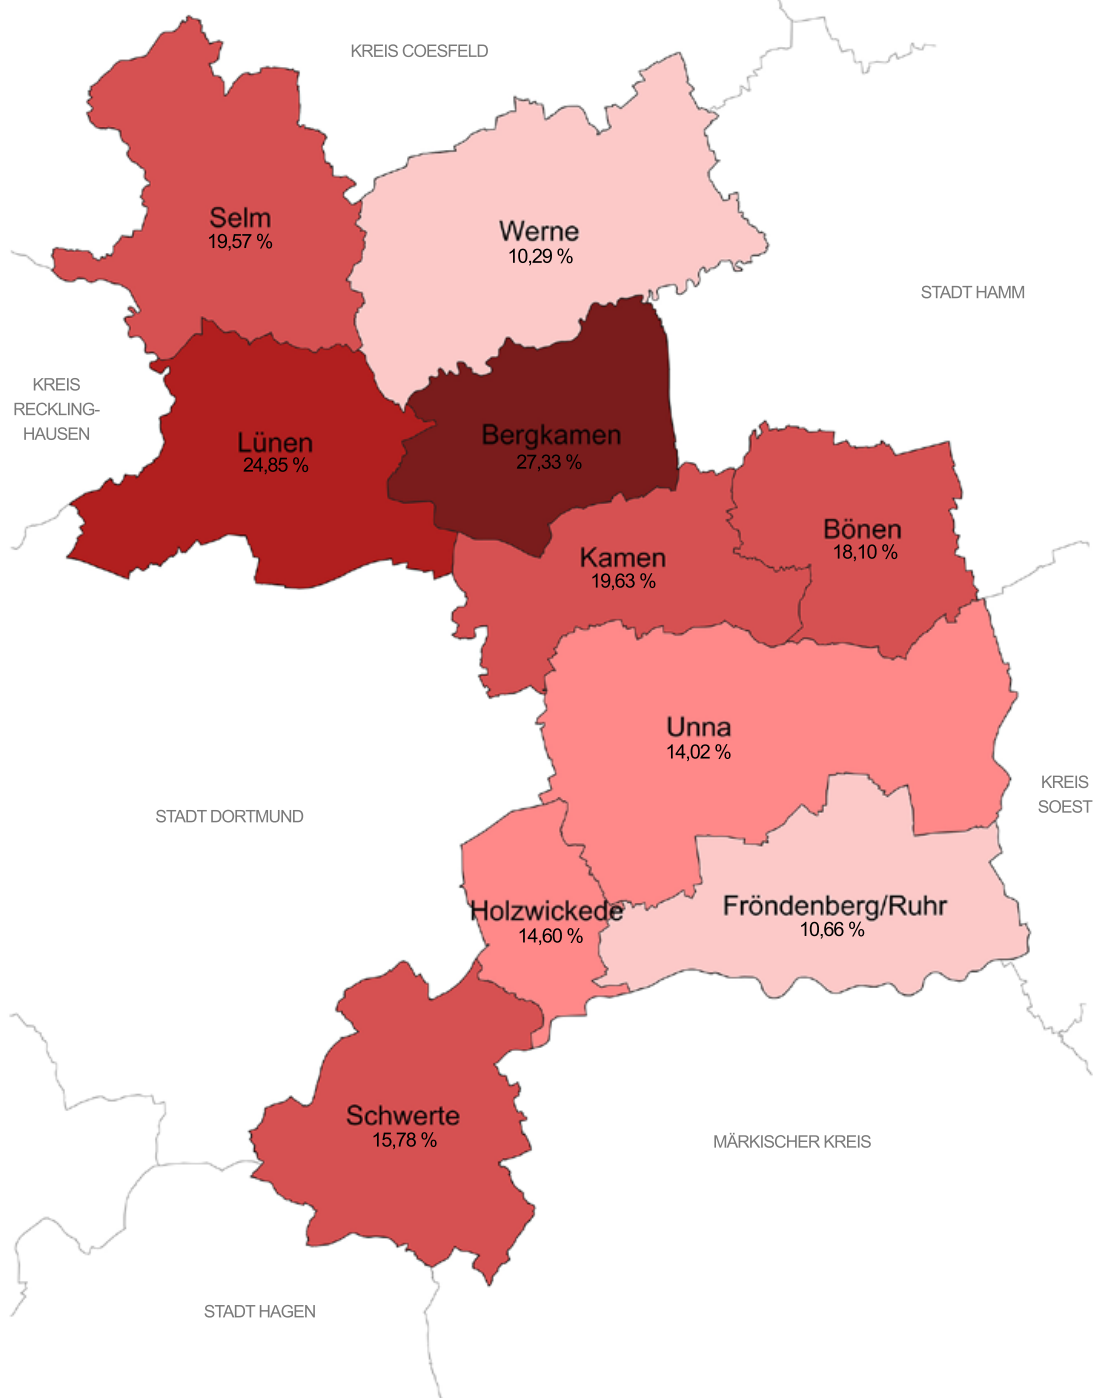 KREIS COESFELD
Selm
19,57 %
Werne
10,29 %
STADT HAMM
KREIS
RECKLING-
HAUSEN
Lünen
24,85 %
Bergkamen
27,33 %
Kamen
19,63 %
Bönen
18,10 %
Unna
14,02 %
KREIS
SOEST
STADT DORTMUND
Holzwickede
14,60 %
Fröndenberg/Ruhr
10,66 %
Schwerte
15,78 %
MÄRKISCHER KREIS
STADT HAGEN